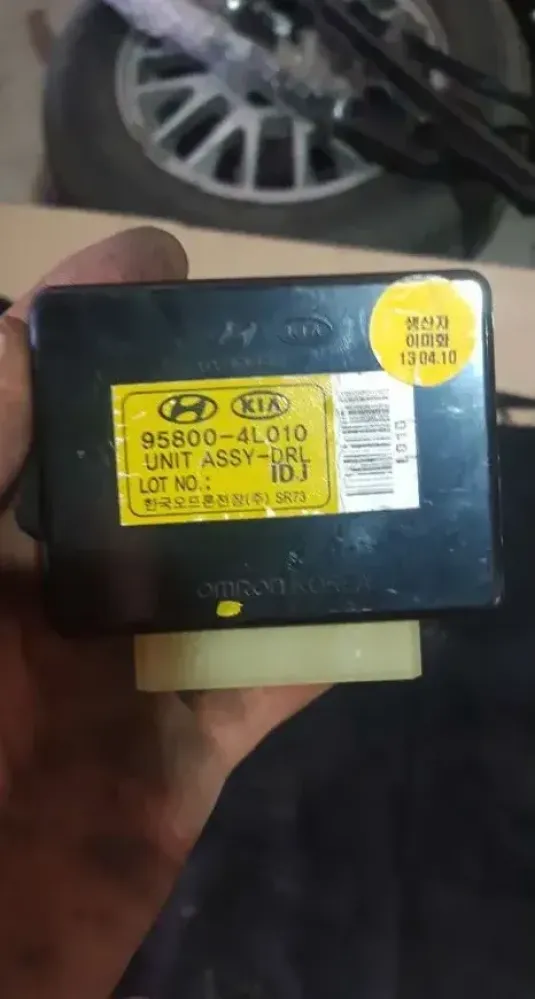 KIA
생산자
이미화
13 04.10
KIA
95800-4L010
UNIT ASSY-DRL
IDJ
LOT NO.:
한국오므론전장(주) SR73
L010
omron KOREA